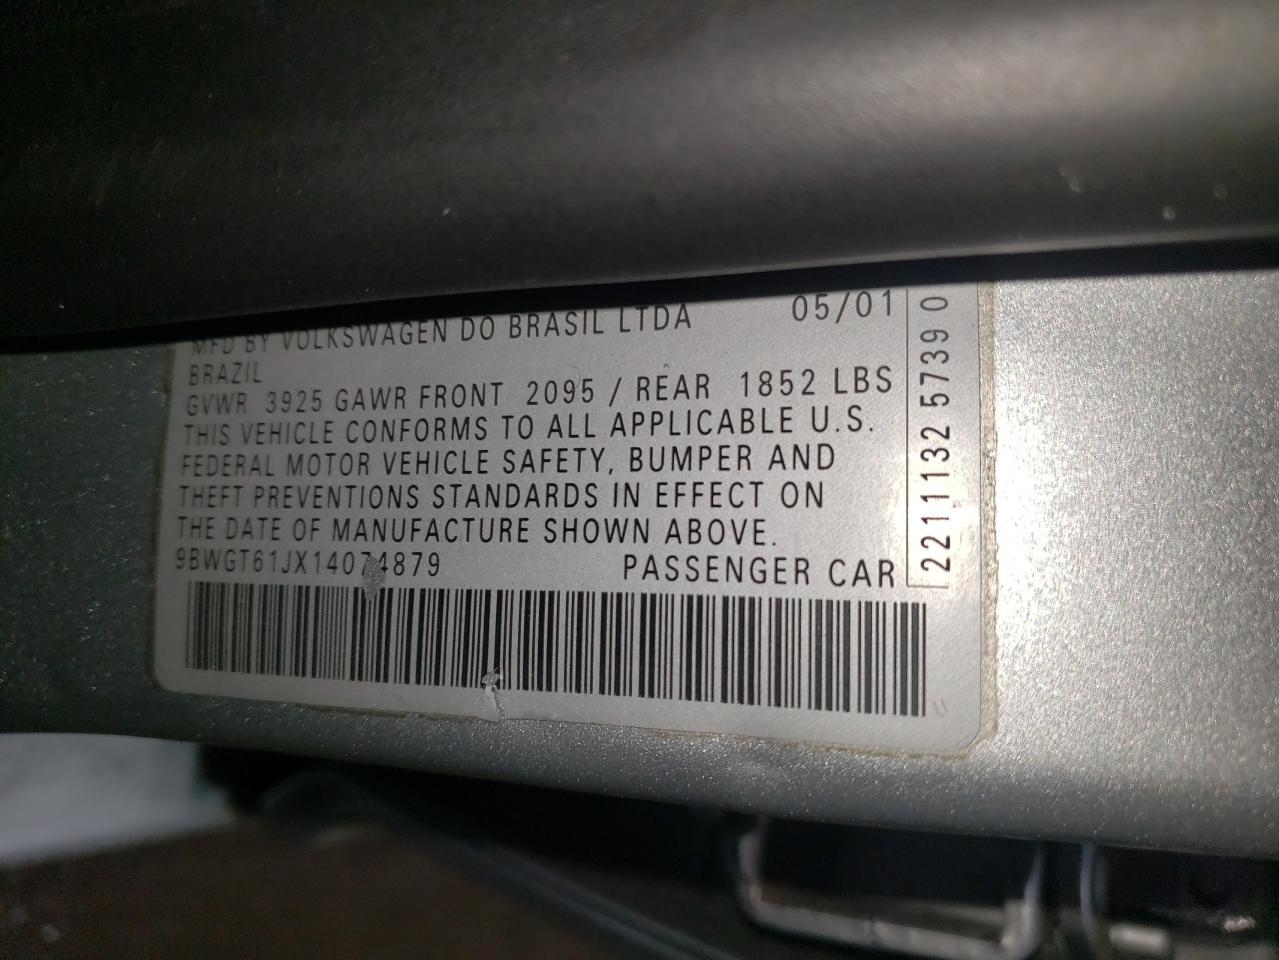 MFD BY VOLKSWAGEN DO BRASIL LTDA 05/01
BRAZIL
GVWR 3925 GAWR FRONT 2095 / REAR 1852 LBS
THIS VEHICLE CONFORMS TO ALL APPLICABLE U.S.
FEDERAL MOTOR VEHICLE SAFETY, BUMPER AND
THEFT PREVENTIONS STANDARDS IN EFFECT ON
THE DATE OF MANUFACTURE SHOWN ABOVE.
9BWGT61JX14074879 PASSENGER CAR
2211132 5739 0